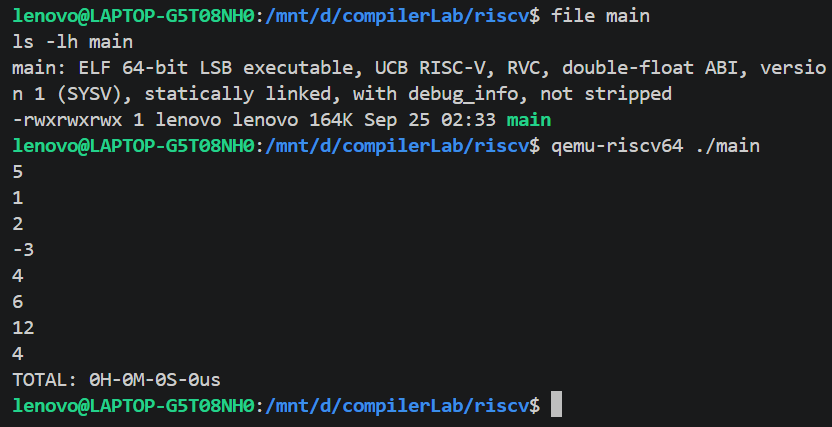 lenovo@LAPTOP-G5T08NH0:/mnt/d/compilerLab/riscv$ file main
ls -lh main
main: ELF 64-bit LSB executable, UCB RISC-V, RVC, double-float ABI, versio
n 1 (SYSV), statically linked, with debug_info, not stripped
-rwxrwxrwx 1 lenovo lenovo 164K Sep 25 02:33 main
lenovo@LAPTOP-G5T08NH0:/mnt/d/compilerLab/riscv$ qemu-riscv64 ./main
5
1
2
-3
4
6
12
4
TOTAL: 0H-0M-0S-0us
lenovo@LAPTOP-G5T08NH0:/mnt/d/compilerLab/riscv$